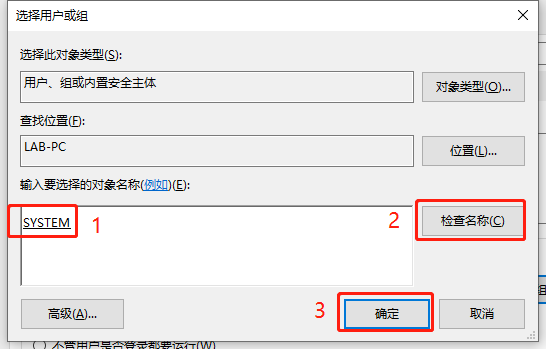 选择用户或组
选择此对象类型(S):
用户、组或内置安全主体
对象类型(O)...
查找位置(F):
LAB-PC
位置(L)...
输入要选择的对象名称(例如)(E):
SYSTEM
1
2
检查名称(C)
高级(A)...
3
确定
取消
不管用户是否登录都要运行(W)
组